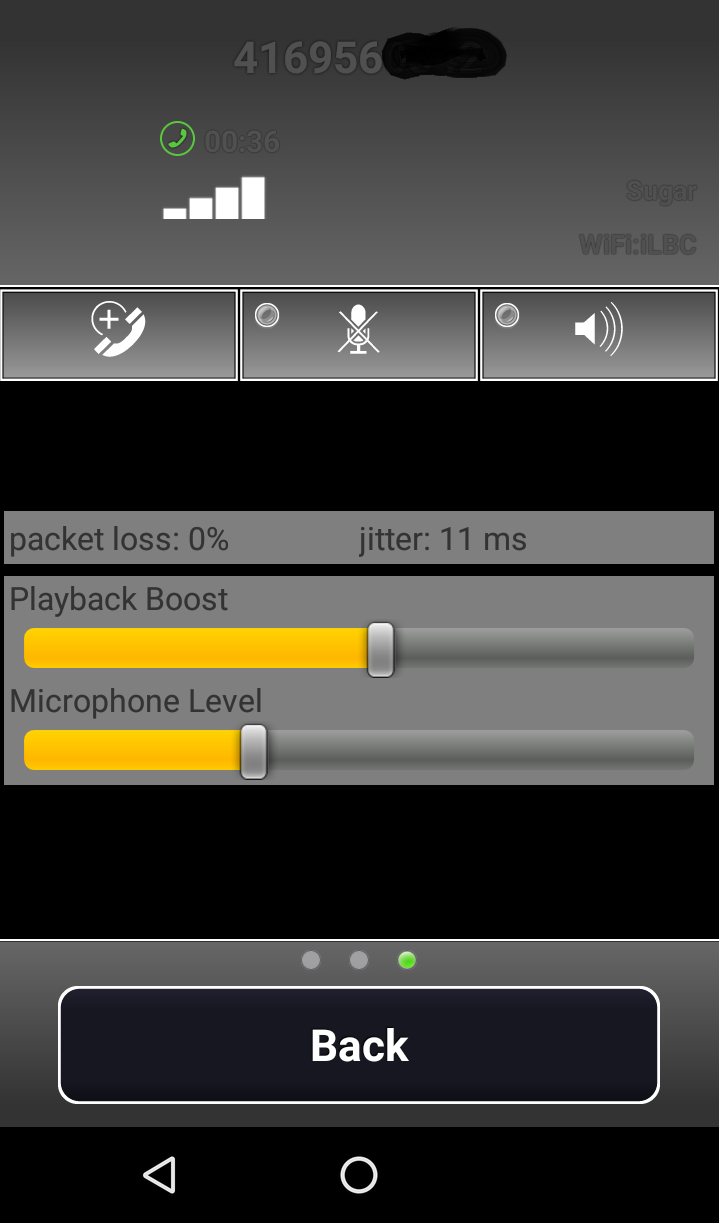 416956
00:36
Sugar
WiFi:iLBC
packet loss: 0% jitter: 11 ms
Playback Boost
Microphone Level
Back